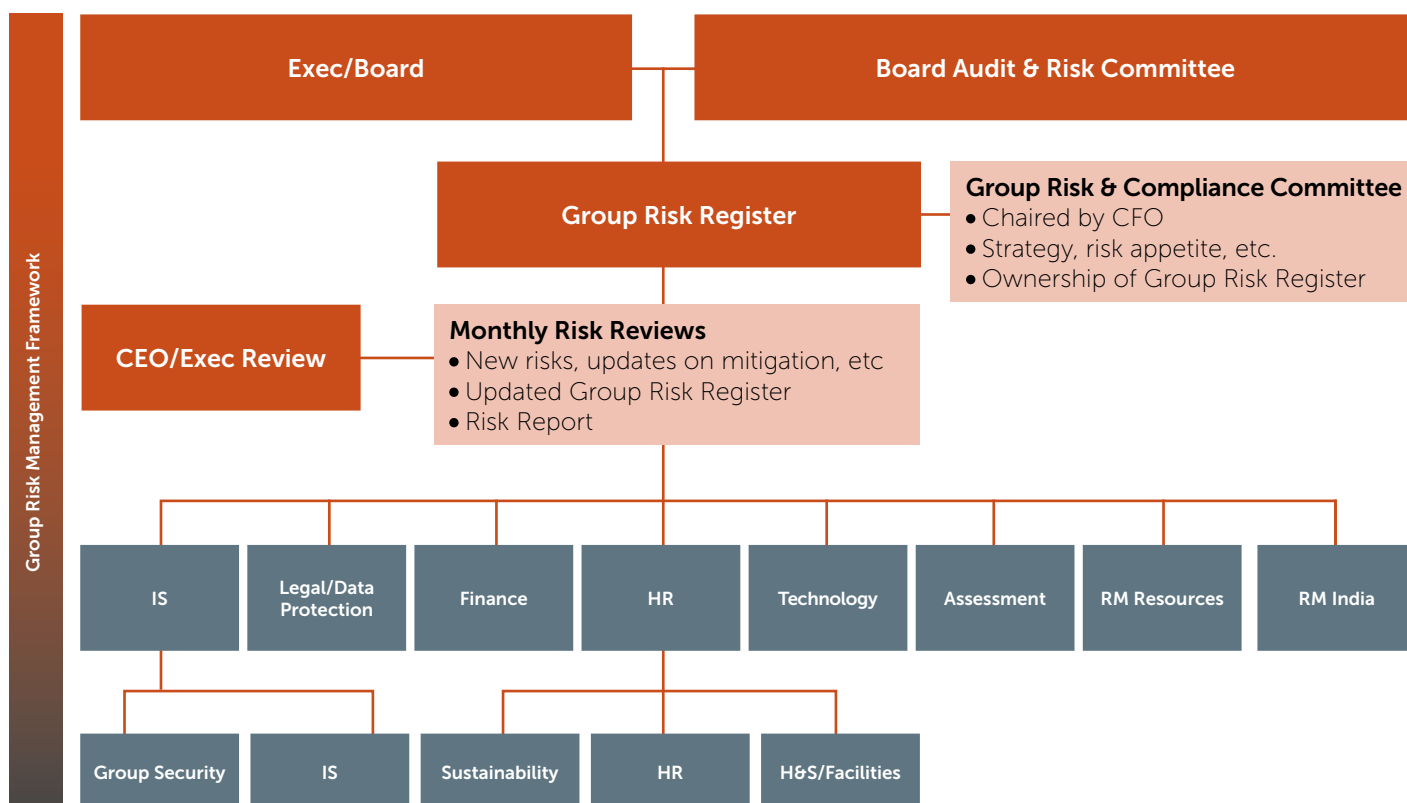 Group Risk Management Framework
Exec/Board
Board Audit & Risk Committee
Group Risk Register
Group Risk & Compliance Committee
• Chaired by CFO
• Strategy, risk appetite, etc.
• Ownership of Group Risk Register
CEO/Exec Review
Monthly Risk Reviews
• New risks, updates on mitigation, etc
• Updated Group Risk Register
• Risk Report
IS
Legal/Data
Protection
Finance
HR
Technology
Assessment
RM Resources
RM India
Group Security
IS
Sustainability
HR
H&S/Facilities